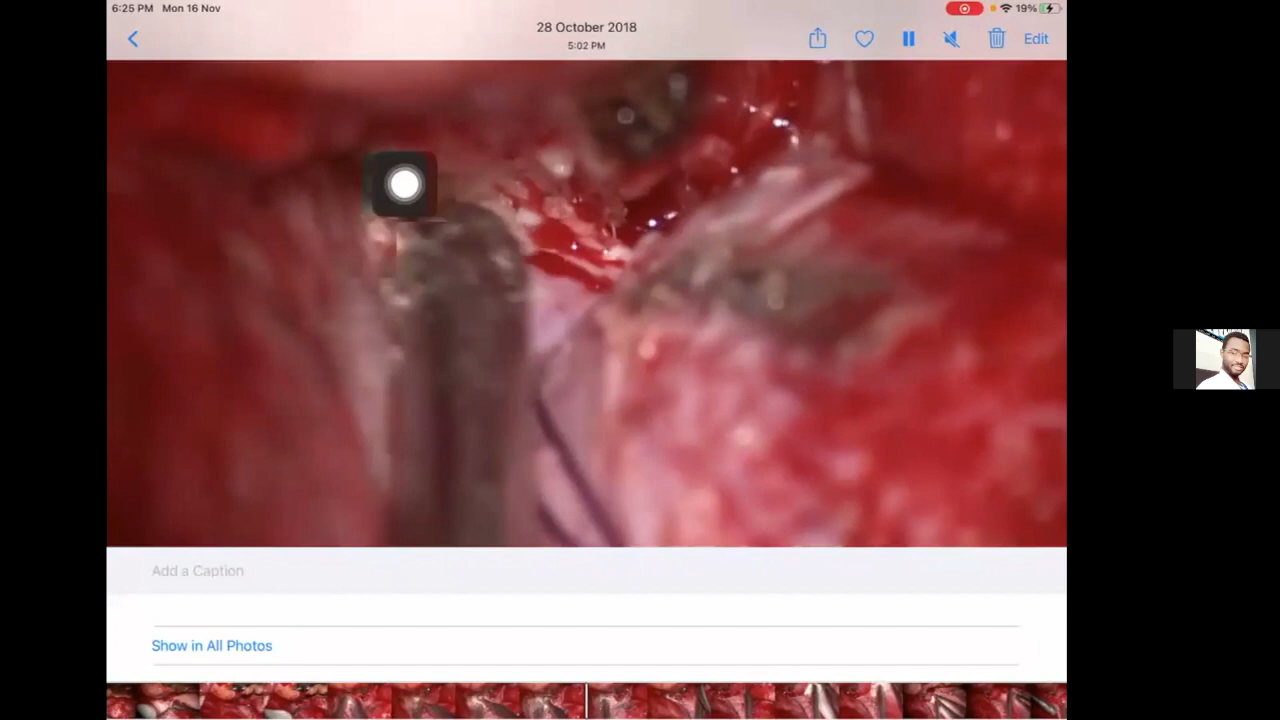 6:25 PM Mon 16 Nov
19%
28 October 2018
5:02 PM
Edit
Add a Caption
Show in All Photos